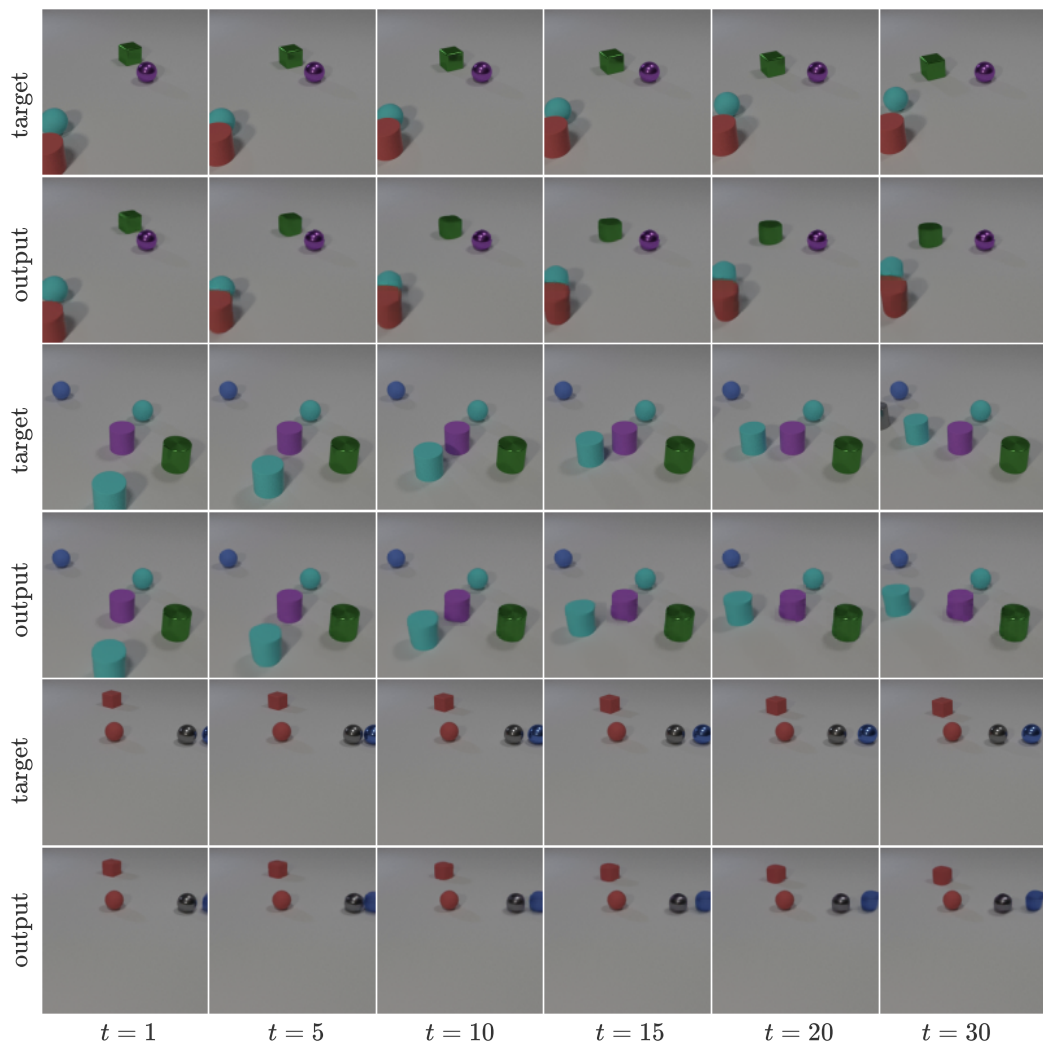 target
output
target
output
target
output
t = 1
t = 5
t = 10
t = 15
t = 20
t = 30